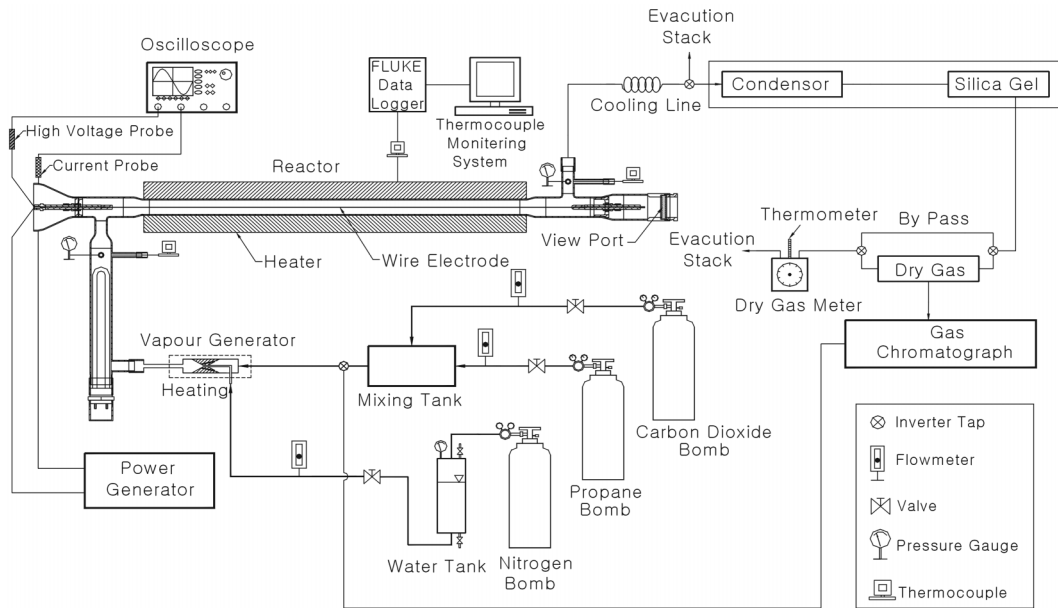 Evacution
Stack
Oscilloscope
FLUKE
Data
Logger
Condensor
Silica Gel
Cooling Line
High Voltage Probe
Thermocouple
Monitering
System
Current Probe
Reactor
Thermometer
By Pass
View Port
Evacution
Stack
Heater
Wire Electrode
Dry Gas
Dry Gas Meter
Vapour Generator
Gas
Chromatograph
Heating
Mixing Tank
Carbon Dioxide
Bomb
Inverter Tap
Power
Generator
Flowmeter
Propane
Bomb
Valve
Water Tank
Nitrogen
Bomb
Pressure Gauge
Thermocouple